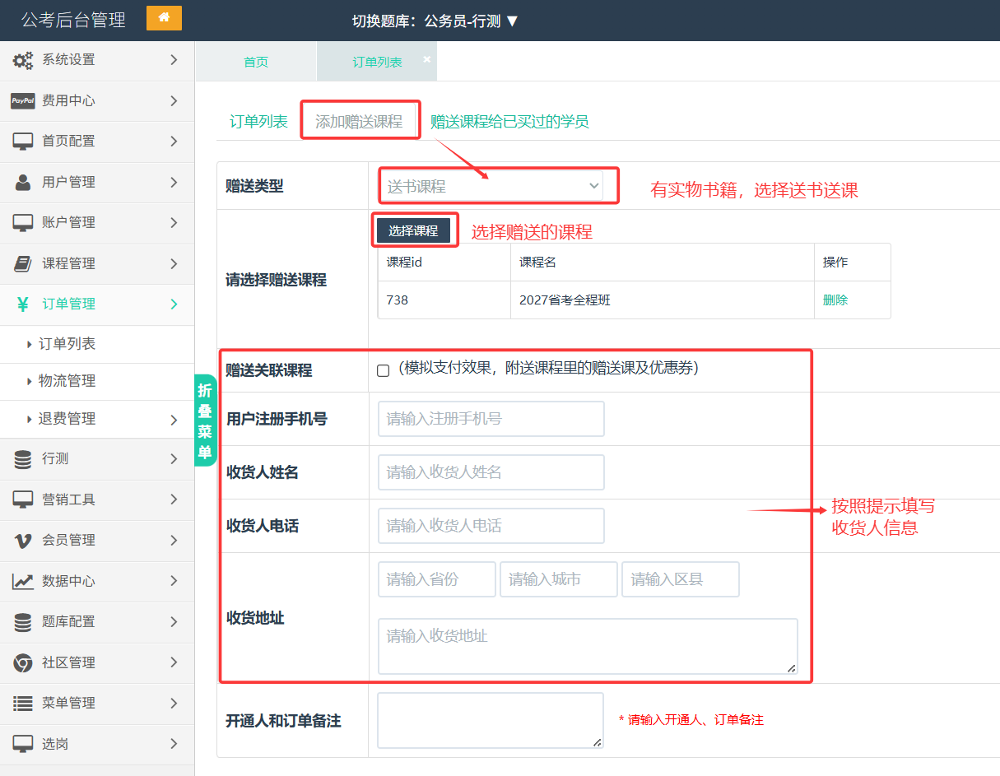 公考后台管理
切换题库：公务员-行测 ▼
系统设置
PayPal 费用中心
首页配置
用户管理
账户管理
课程管理
¥ 订单管理
订单列表
物流管理
退费管理
行测
营销工具
会员管理
数据中心
题库配置
社区管理
菜单管理
选岗
折叠菜单
首页
订单列表 ×
订单列表
添加赠送课程
赠送课程给已买过的学员
赠送类型
送书课程
有实物书籍，选择送书送课
请选择赠送课程
选择课程
选择赠送的课程
课程id 课程名 操作
738 2027省考全程班 删除
赠送关联课程
（模拟支付效果，附送课程里的赠送课及优惠券）
用户注册手机号
请输入注册手机号
收货人姓名
请输入收货人姓名
收货人电话
请输入收货人电话
按照提示填写
收货人信息
收货地址
请输入省份 请输入城市 请输入区县
请输入收货地址
开通人和订单备注
* 请输入开通人、订单备注